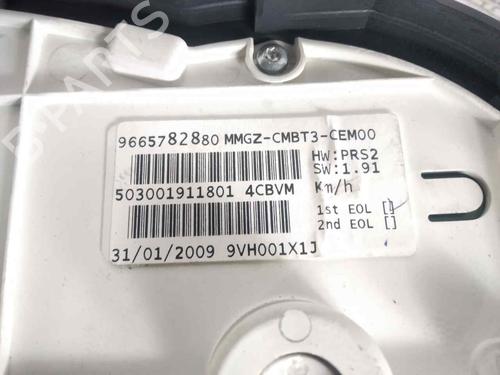 B PARTS
9665782880 MMGZ-CMBT3-CEM00
HW:PRS2
SW:1.91
503001911801 4CBVM Km/h
1st EOL []
2nd EOL []
31/01/2009 9VH001X1J